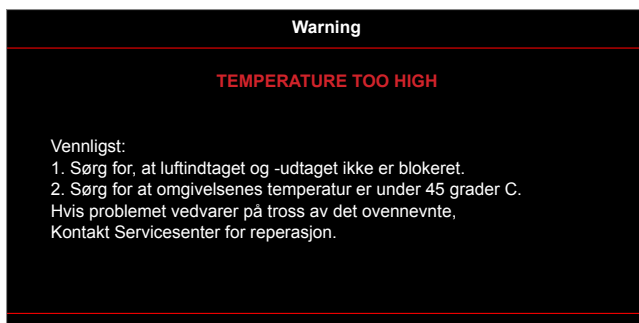 Warning
TEMPERATURE TOO HIGH
Vennligst:
1. Sørg for, at luftindtaget og -udtaget ikke er blokeret.
2. Sørg for at omgivelsenes temperatur er under 45 grader C.
Hvis problemet vedvarer på tross av det ovennevnte,
Kontakt Servicesenter for reperasjon.